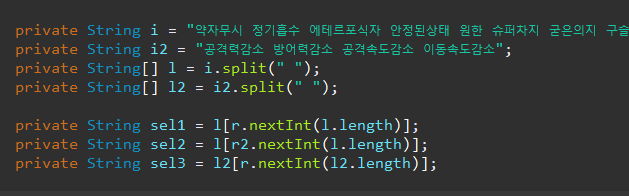 private String i = "약자무시 정기흡수 에테르포식자 안정된상태 원한 슈퍼차지 굳은의지
private String i2 = "공격력감소 방어력감소 공격속도감소 이동속도감소";
private String[] l = i.split(" ");
private String[] l2 = i2.split(" ");
private String sel1 = l[r.nextInt(l.length)];
private String sel2 = l[r2.nextInt(l.length)];
private String sel3 = l2[r.nextInt(l2.length)];